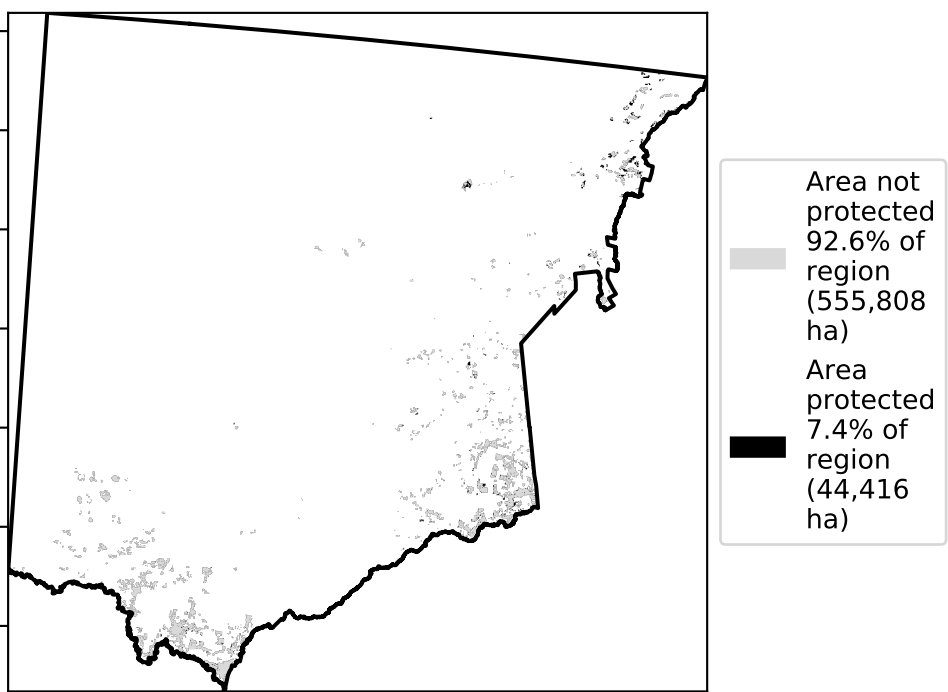 Area not
protected
92.6% of
region
(555,808
ha)
Area
protected
7.4% of
region
(44,416
ha)